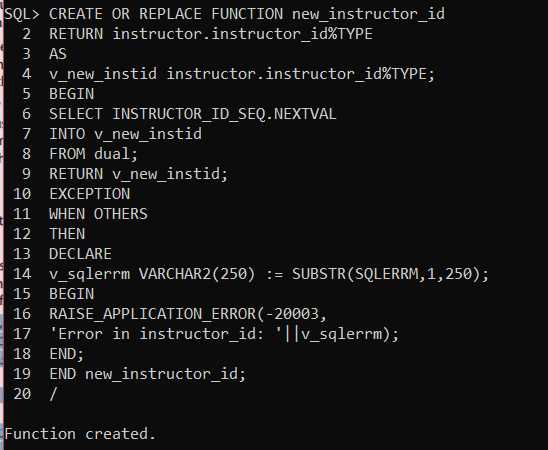 SQL> CREATE OR REPLACE FUNCTION new_instructor_id
2 RETURN instructor.instructor_id%TYPE
3 AS
4 v_new_instid instructor.instructor_id%TYPE;
5 BEGIN
6 SELECT INSTRUCTOR_ID_SEQ.NEXTVAL
7 INTO v_new_instid
8 FROM dual;
9 RETURN v_new_instid;
10 EXCEPTION
11 WHEN OTHERS
12 THEN
13 DECLARE
14 v_sqlerrm VARCHAR2(250) := SUBSTR(SQLERRM,1,250);
15 BEGIN
16 RAISE_APPLICATION_ERROR(-20003,
17 'Error in instructor_id: '||v_sqlerrm);
18 END;
19 END new_instructor_id;
20 /
Function created.